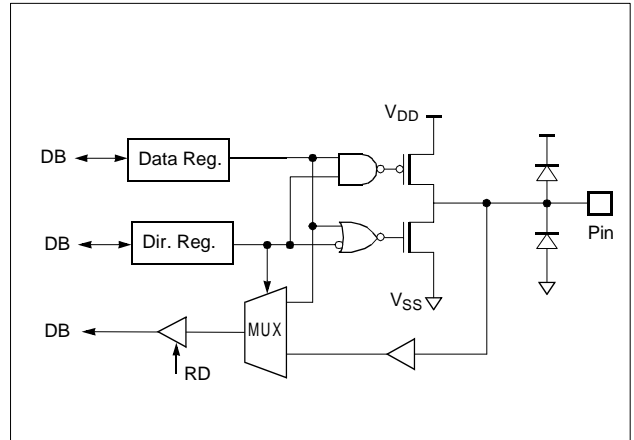 VDD
DB
Data Reg.
DB
Dir. Reg.
Pin
VSS
DB
MUX
RD